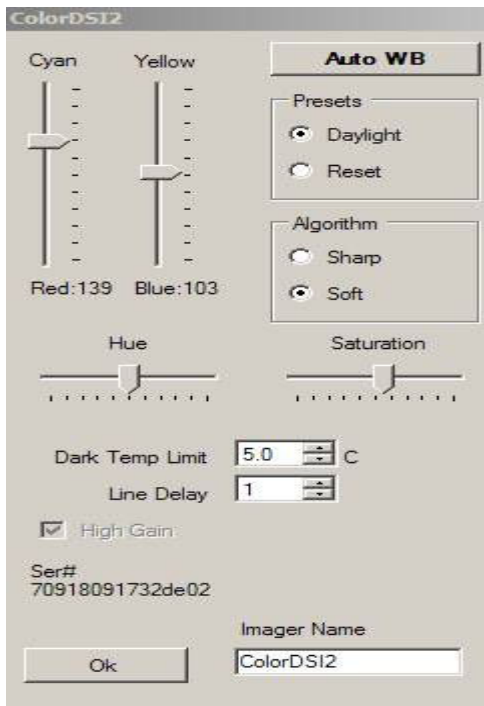 ColorDSI2
Cyan Yellow
Auto WB
Presets
Daylight
Reset
Algorithm
Sharp
Soft
Red:139 Blue:103
Hue Saturation
Dark Temp Limit 5.0 C
Line Delay 1
High Gain
Ser#
70918091732de02
Imager Name
Ok ColorDSI2